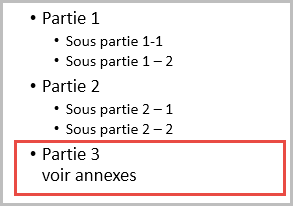 • Partie 1
• Sous partie 1-1
• Sous partie 1 – 2
• Partie 2
• Sous partie 2 – 1
• Sous partie 2 – 2
• Partie 3
voir annexes